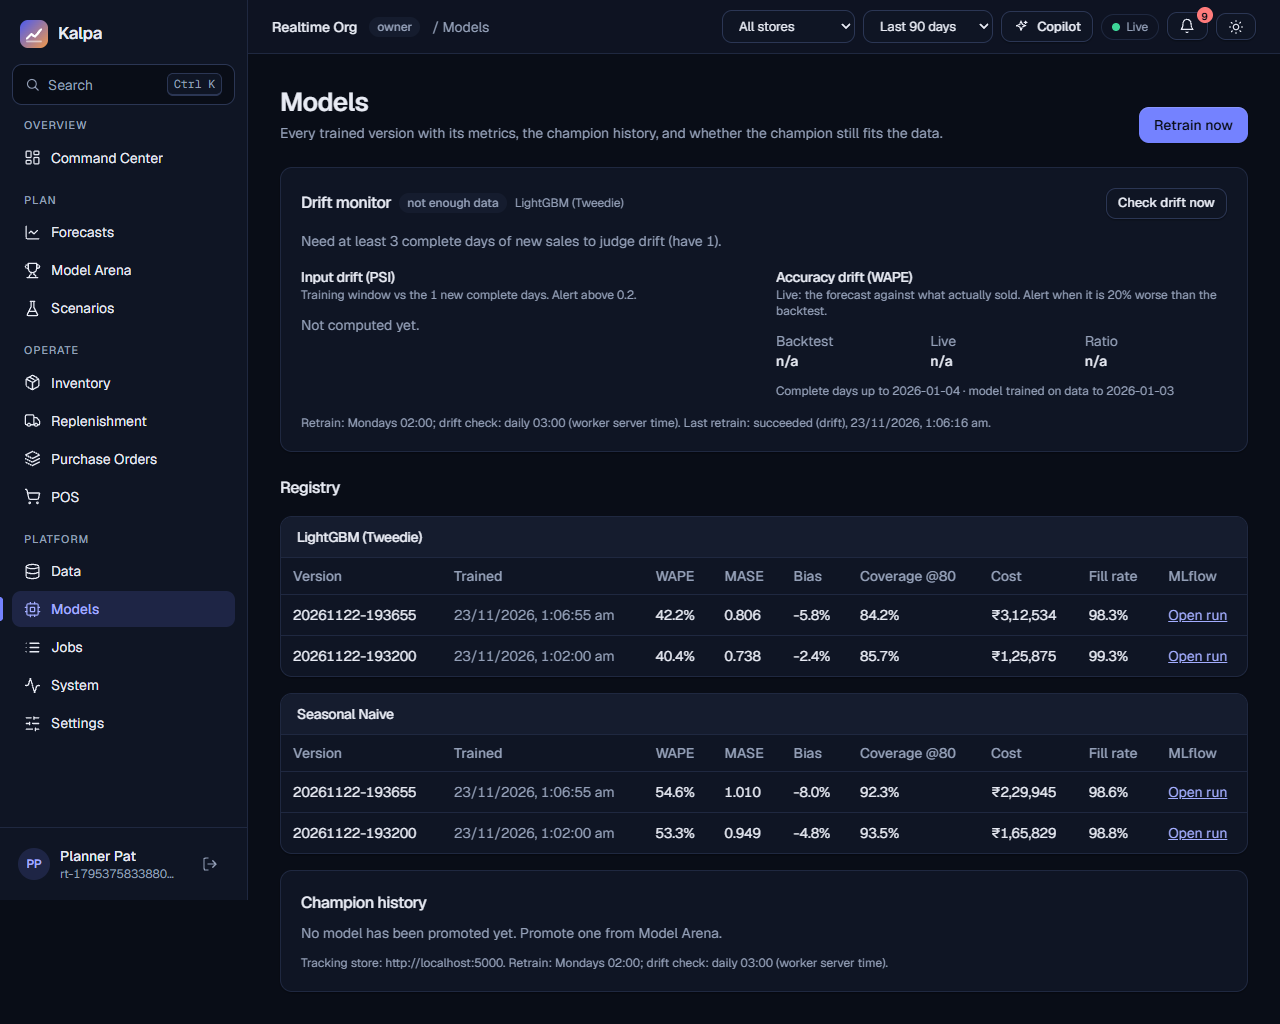 Kalpa
Search Ctrl K
OVERVIEW
Command Center
PLAN
Forecasts
Model Arena
Scenarios
OPERATE
Inventory
Replenishment
Purchase Orders
POS
PLATFORM
Data
Models
Jobs
System
Settings
PP
Planner Pat
rt-1795375833880...
Realtime Org owner / Models
All stores
Last 90 days
Copilot
Live
9
Models
Every trained version with its metrics, the champion history, and whether the champion still fits the data.
Retrain now
Drift monitor not enough data LightGBM (Tweedie)
Check drift now
Need at least 3 complete days of new sales to judge drift (have 1).
Input drift (PSI)
Training window vs the 1 new complete days. Alert above 0.2.
Not computed yet.
Accuracy drift (WAPE)
Live: the forecast against what actually sold. Alert when it is 20% worse than the
backtest.
Backtest Live Ratio
n/a n/a n/a
Complete days up to 2026-01-04 · model trained on data to 2026-01-03
Retrain: Mondays 02:00; drift check: daily 03:00 (worker server time). Last retrain: succeeded (drift), 23/11/2026, 1:06:16 am.
Registry
LightGBM (Tweedie)
Version Trained WAPE MASE Bias Coverage @80 Cost Fill rate MLflow
20261122-193655 23/11/2026, 1:06:55 am 42.2% 0.806 -5.8% 84.2% ₹3,12,534 98.3% Open run
20261122-193200 23/11/2026, 1:02:00 am 40.4% 0.738 -2.4% 85.7% ₹1,25,875 99.3% Open run
Seasonal Naive
Version Trained WAPE MASE Bias Coverage @80 Cost Fill rate MLflow
20261122-193655 23/11/2026, 1:06:55 am 54.6% 1.010 -8.0% 92.3% ₹2,29,945 98.6% Open run
20261122-193200 23/11/2026, 1:02:00 am 53.3% 0.949 -4.8% 93.5% ₹1,65,829 98.8% Open run
Champion history
No model has been promoted yet. Promote one from Model Arena.
Tracking store: http://localhost:5000. Retrain: Mondays 02:00; drift check: daily 03:00 (worker server time).